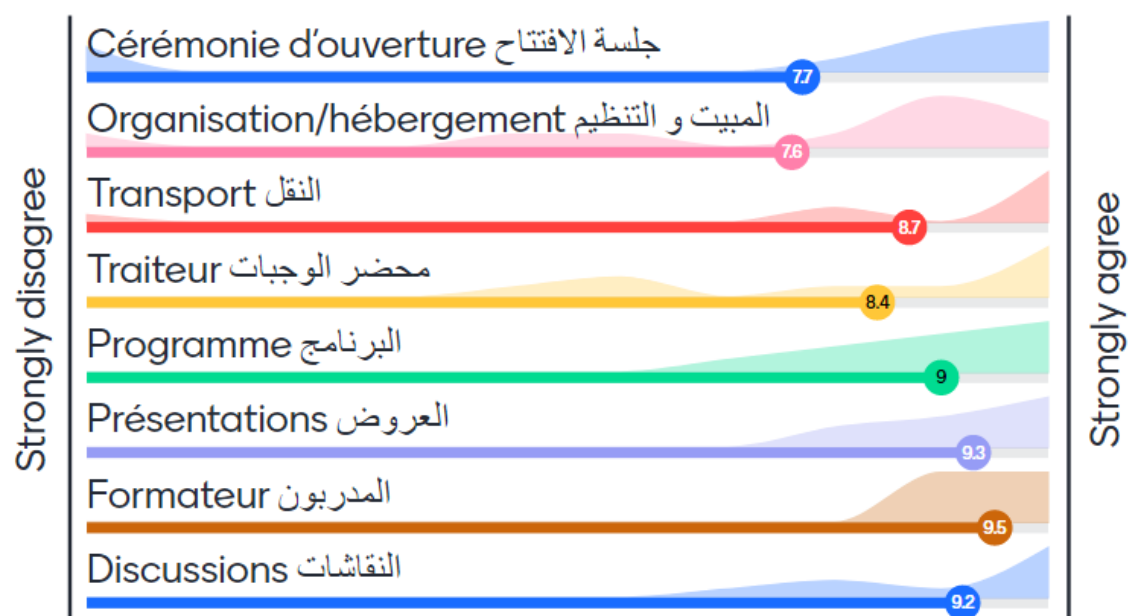 Strongly disagree
Cérémonie d'ouverture جلسة الافتتاح
7.7
Organisation/hébergement المبيت و التنظيم
7.6
Transport النقل
8.7
Traiteur محضر الوجبات
8.4
Programme البرنامج
9
Présentations العروض
9.3
Formateur المدربون
9.5
Discussions النقاشات
9.2
Strongly agree